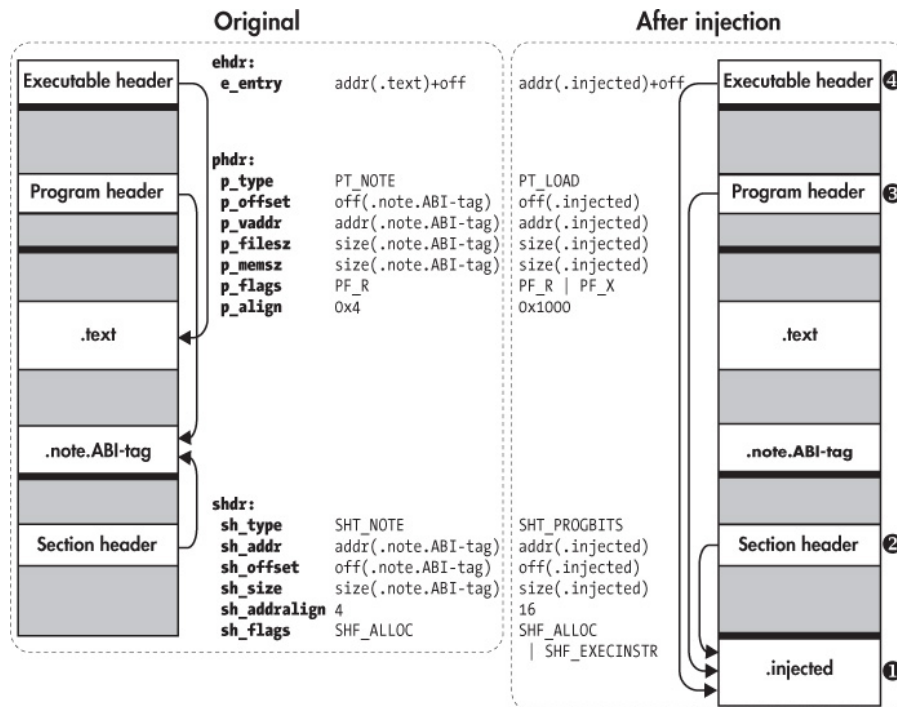 Original After injection
Executable header
ehdr:
e_entry addr(.text)+off addr(.injected)+off
Executable header ❹
Program header
phdr:
p_type PT_NOTE PT_LOAD
p_offset off(.note.ABI-tag) off(.injected)
p_vaddr addr(.note.ABI-tag) addr(.injected)
p_filesz size(.note.ABI-tag) size(.injected)
p_memsz size(.note.ABI-tag) size(.injected)
p_flags PF_R PF_R | PF_X
p_align 0x4 0x1000
Program header ❸
.text
.text
.note.ABI-tag
.note.ABI-tag
Section header
shdr:
sh_type SHT_NOTE SHT_PROGBITS
sh_addr addr(.note.ABI-tag) addr(.injected)
sh_offset off(.note.ABI-tag) off(.injected)
sh_size size(.note.ABI-tag) size(.injected)
sh_addralign 4 16
sh_flags SHF_ALLOC SHF_ALLOC
| SHF_EXECINSTR
Section header ❷
.injected ❶